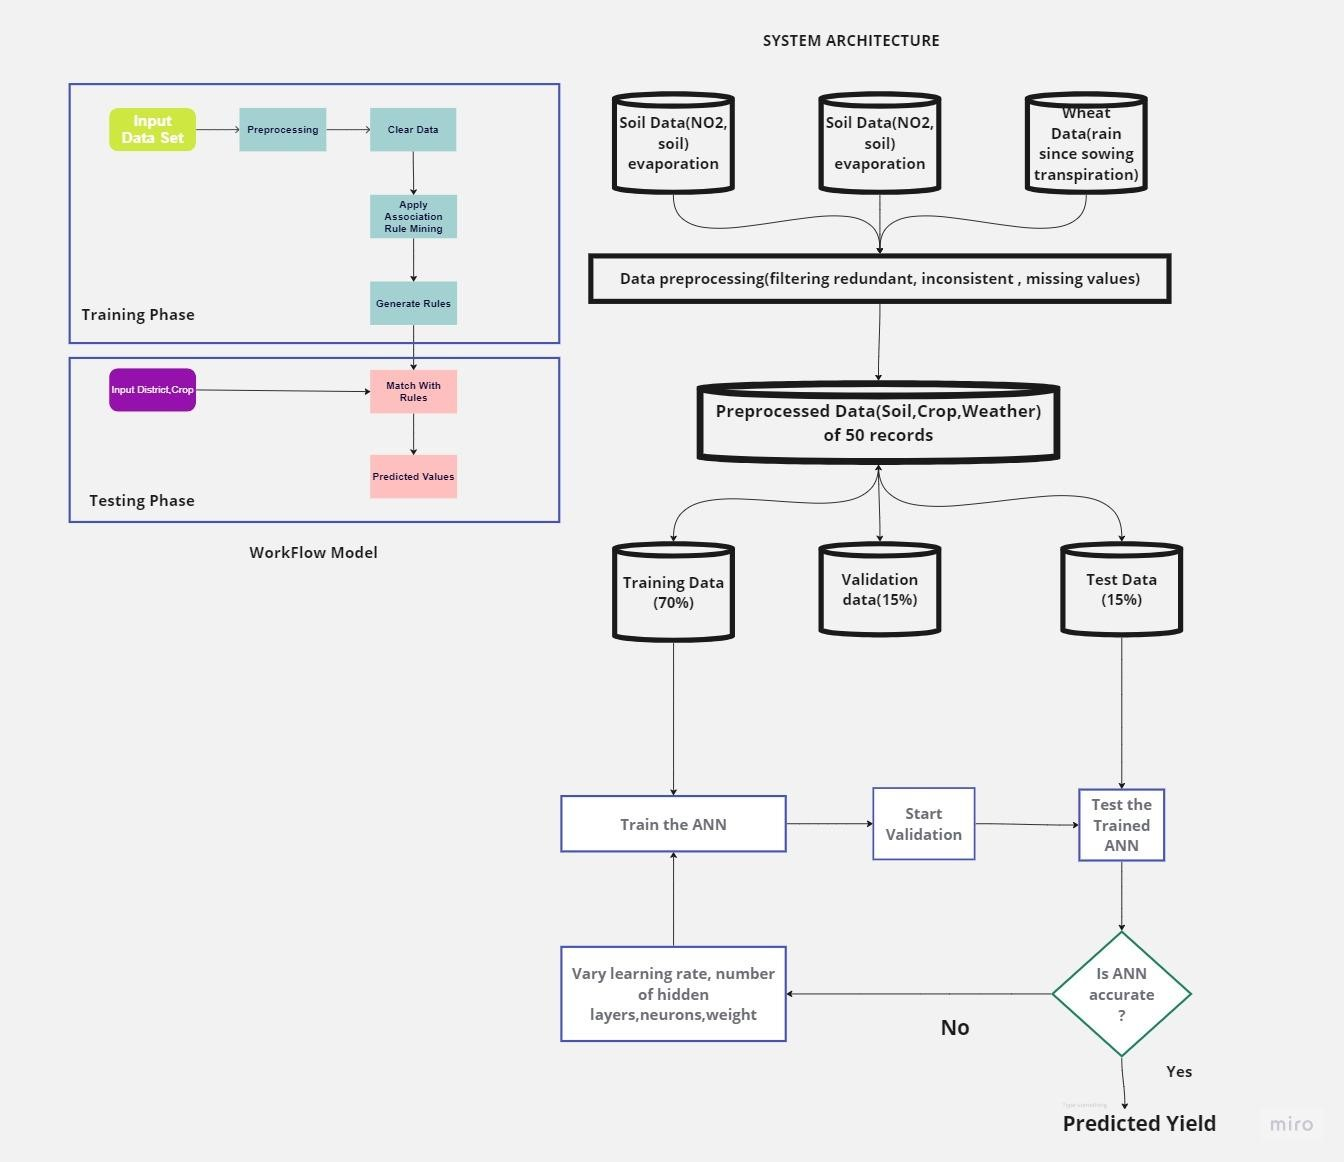 SYSTEM ARCHITECTURE
Input
Data Set
Preprocessing
Clear Data
Apply
Association
Rule Mining
Generate Rules
Training Phase
Input District,Crop
Match With
Rules
Predicted Values
Testing Phase
WorkFlow Model
Soil Data(NO2,
soil)
evaporation
Soil Data(NO2,
soil)
evaporation
Wheat
Data(rain
since sowing
transpiration)
Data preprocessing(filtering redundant, inconsistent , missing values)
Preprocessed Data(Soil,Crop,Weather)
of 50 records
Training Data
(70%)
Validation
data(15%)
Test Data
(15%)
Train the ANN
Start
Validation
Test the
Trained
ANN
Vary learning rate, number
of hidden
layers,neurons,weight
Is ANN
accurate
?
No
Yes
Type something
Predicted Yield
miro